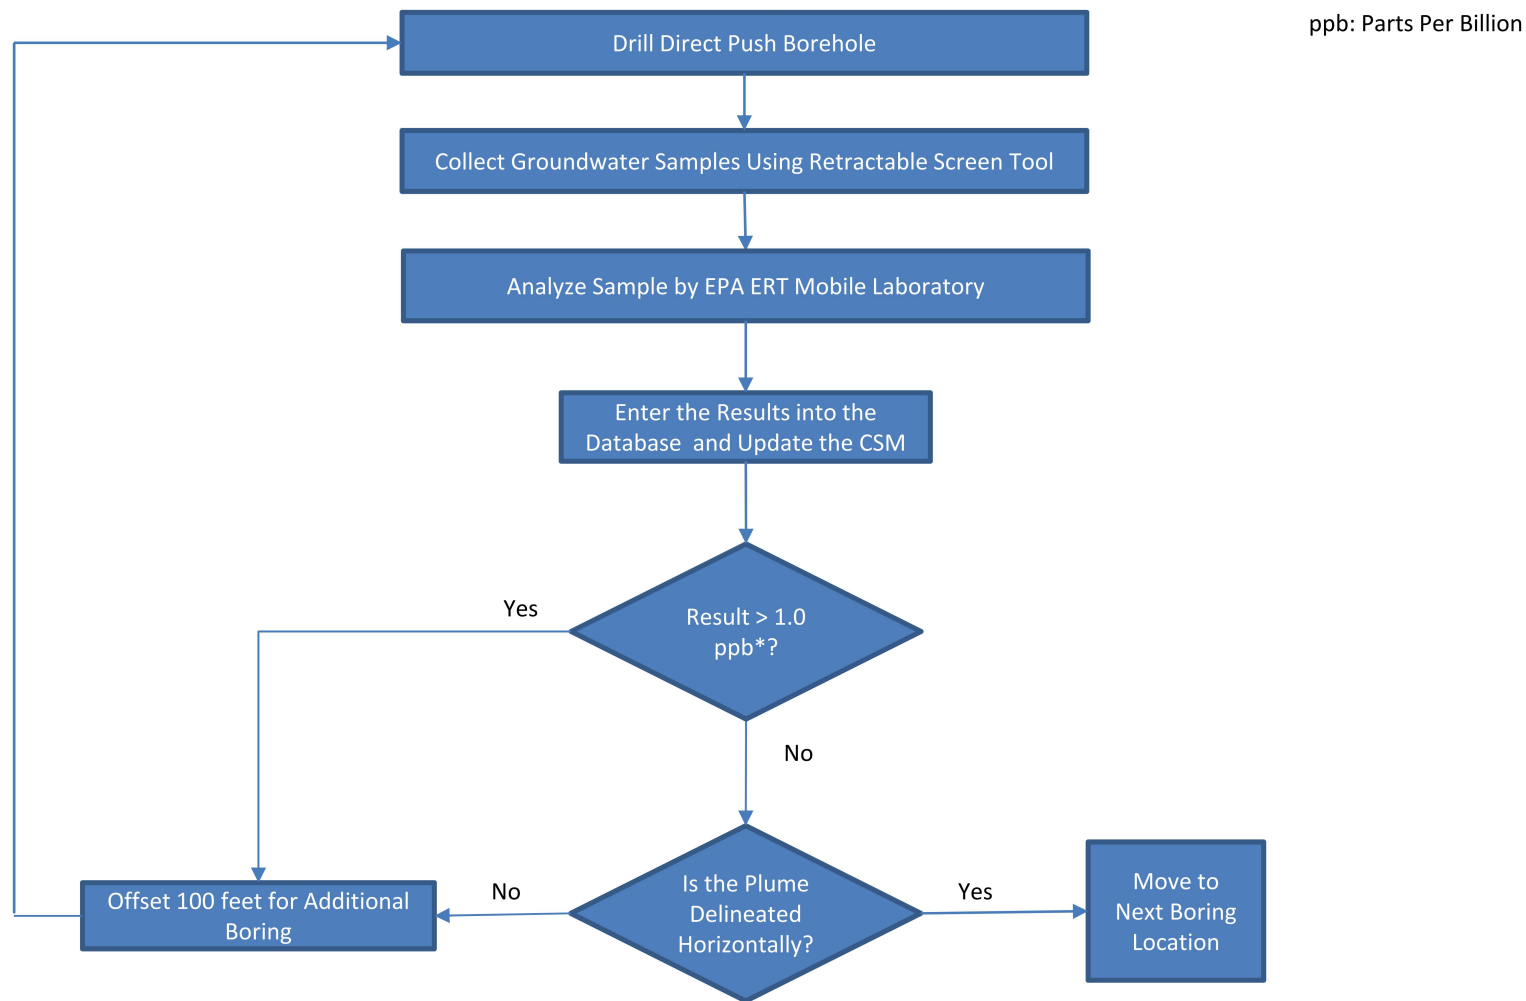 ppb: Parts Per Billion
Drill Direct Push Borehole
Collect Groundwater Samples Using Retractable Screen Tool
Analyze Sample by EPA ERT Mobile Laboratory
Enter the Results into the
Database  and Update the CSM
Result > 1.0
ppb*?
Yes
No
Is the Plume
Delineated
Horizontally?
No
Yes
Offset 100 feet for Additional
Boring
Move to
Next Boring
Location